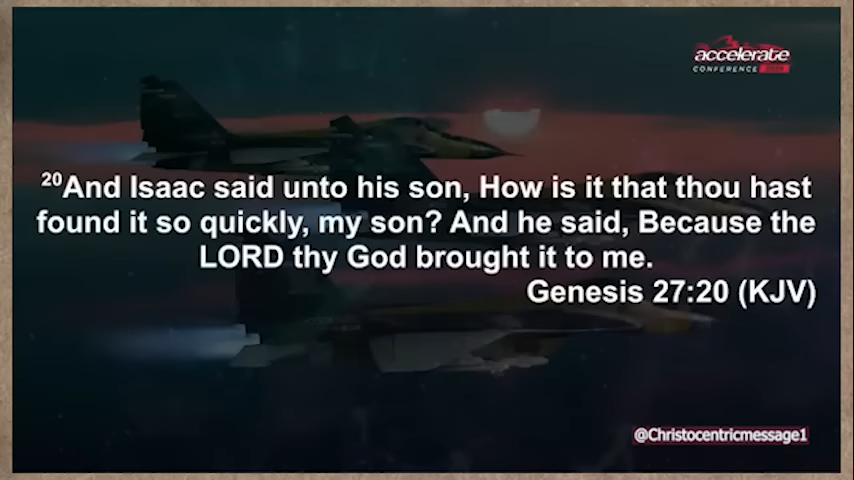 accelerate
CONFERENCE
20And Isaac said unto his son, How is it that thou hast
found it so quickly, my son? And he said, Because the
LORD thy God brought it to me.
Genesis 27:20 (KJV)
@Christocentricmessage1